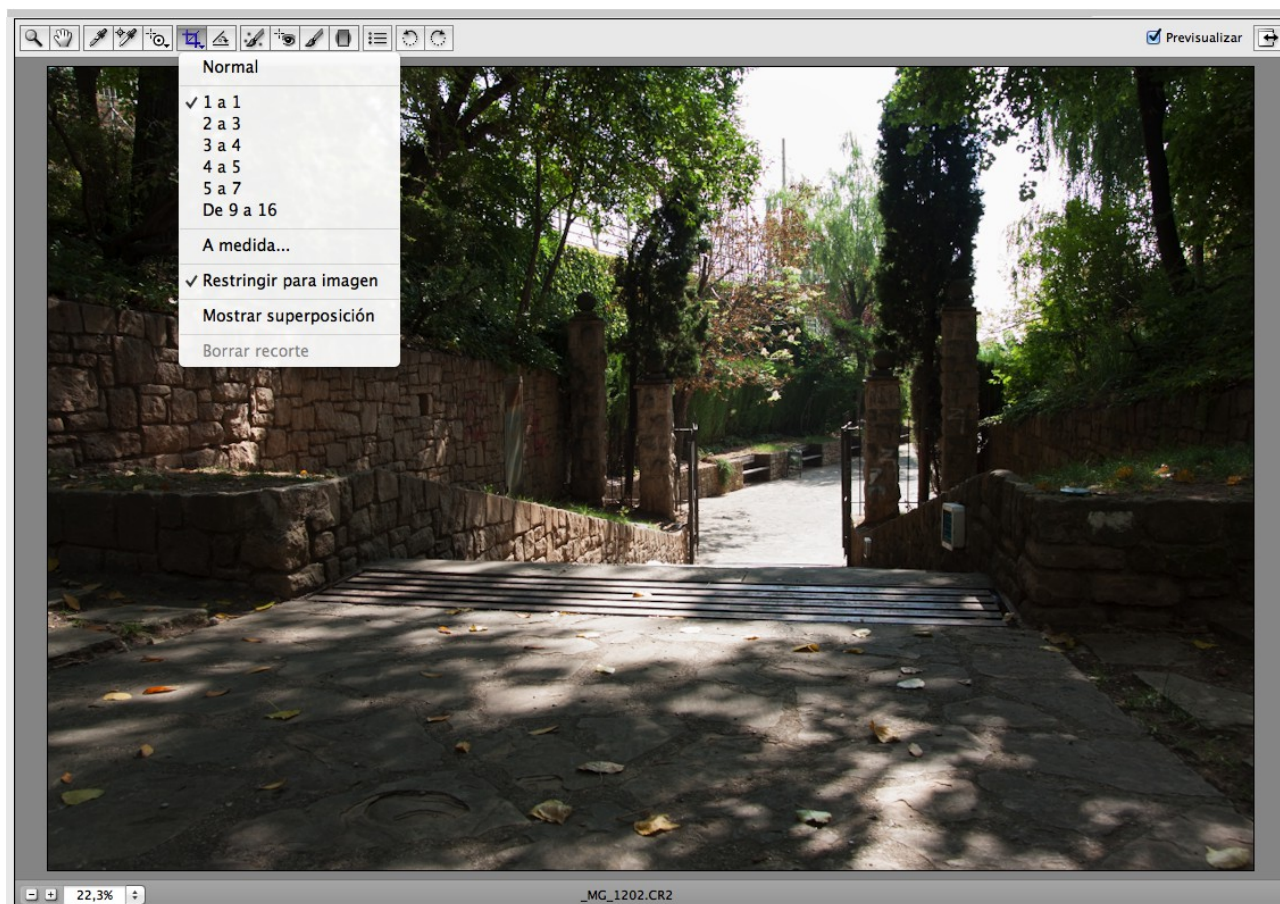 Previsualizar
Normal
1 a 1
2 a 3
3 a 4
4 a 5
5 a 7
De 9 a 16
A medida...
Restringir para imagen
Mostrar superposición
Borrar recorte
22,3%
_MG_1202.CR2